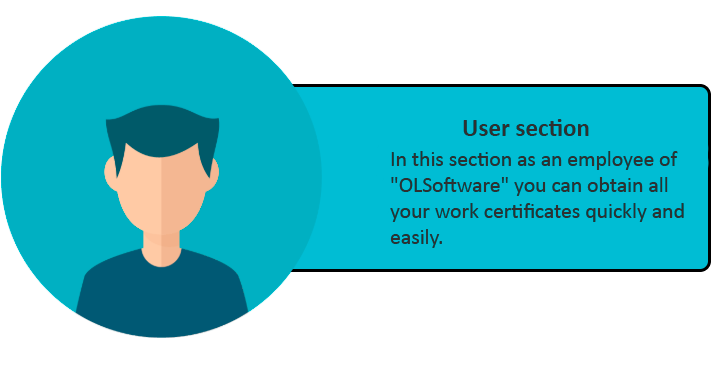 User section
In this section as an employee of
"OLSoftware" you can obtain all
your work certificates quickly and
easily.